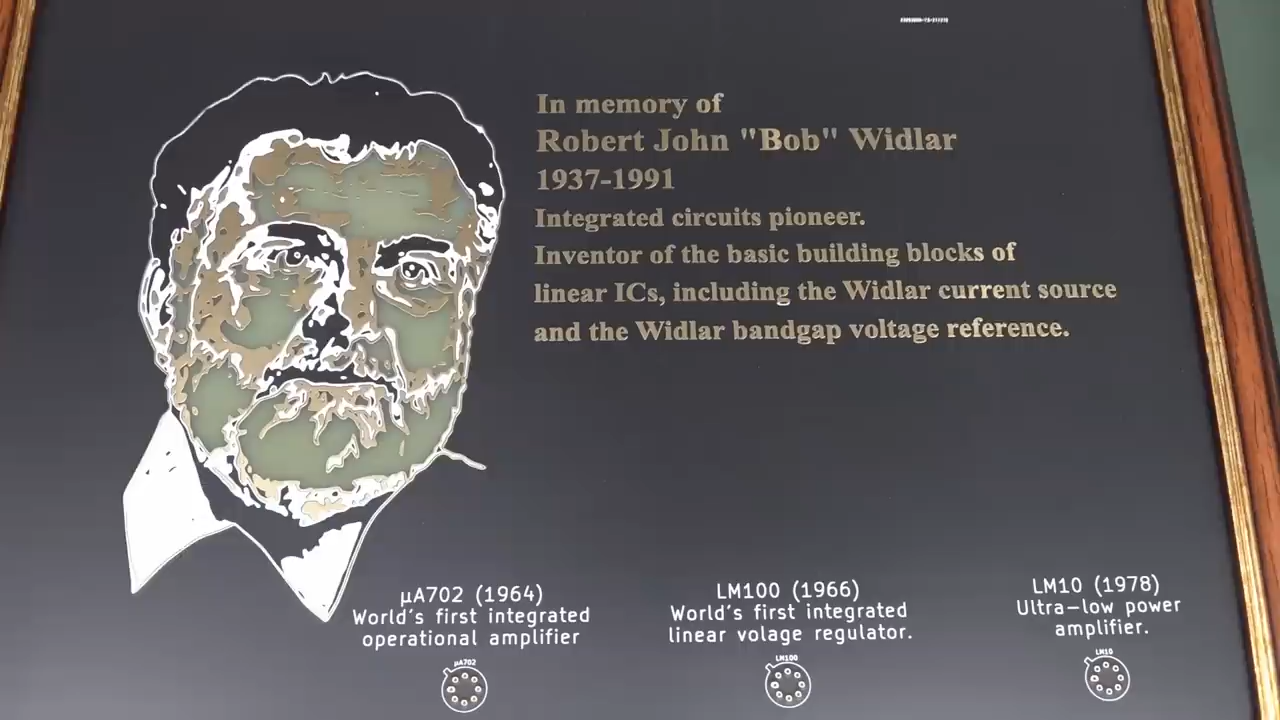 In memory of
Robert John "Bob" Widlar
1937-1991
Integrated circuits pioneer.
Inventor of the basic building blocks of
linear ICs, including the Widlar current source
and the Widlar bandgap voltage reference.
µA702 (1964)
World's first integrated
operational amplifier
µA702
LM100 (1966)
World's first integrated
linear volage regulator.
LM100
LM10 (1978)
Ultra-low power
amplifier.
LM10